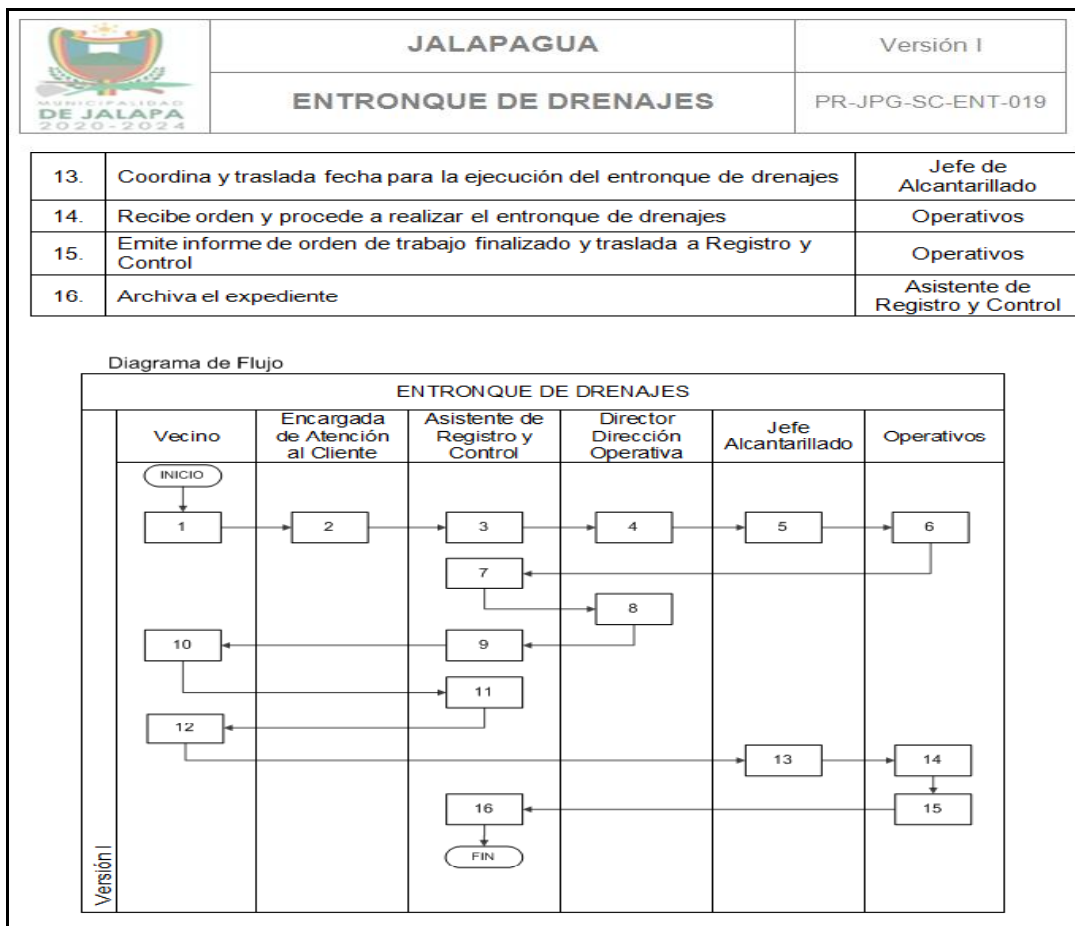 MUNICIPALIDAD
DE JALAPA
2020-2024
JALAPAGUA
Versión I
ENTRONQUE DE DRENAJES
PR-JPG-SC-ENT-019
13. Coordina y traslada fecha para la ejecución del entronque de drenajes
Jefe de
Alcantarillado
14. Recibe orden y procede a realizar el entronque de drenajes
Operativos
15. Emite informe de orden de trabajo finalizado y traslada a Registro y
Control
Operativos
16. Archiva el expediente
Asistente de
Registro y Control
Diagrama de Flujo
ENTRONQUE DE DRENAJES
Vecino
Encargada
de Atención
al Cliente
Asistente de
Registro y
Control
Director
Dirección
Operativa
Jefe
Alcantarillado
Operativos
INICIO
1
2
3
4
5
6
7
8
10
9
11
12
13
14
16
15
FIN
Versión I